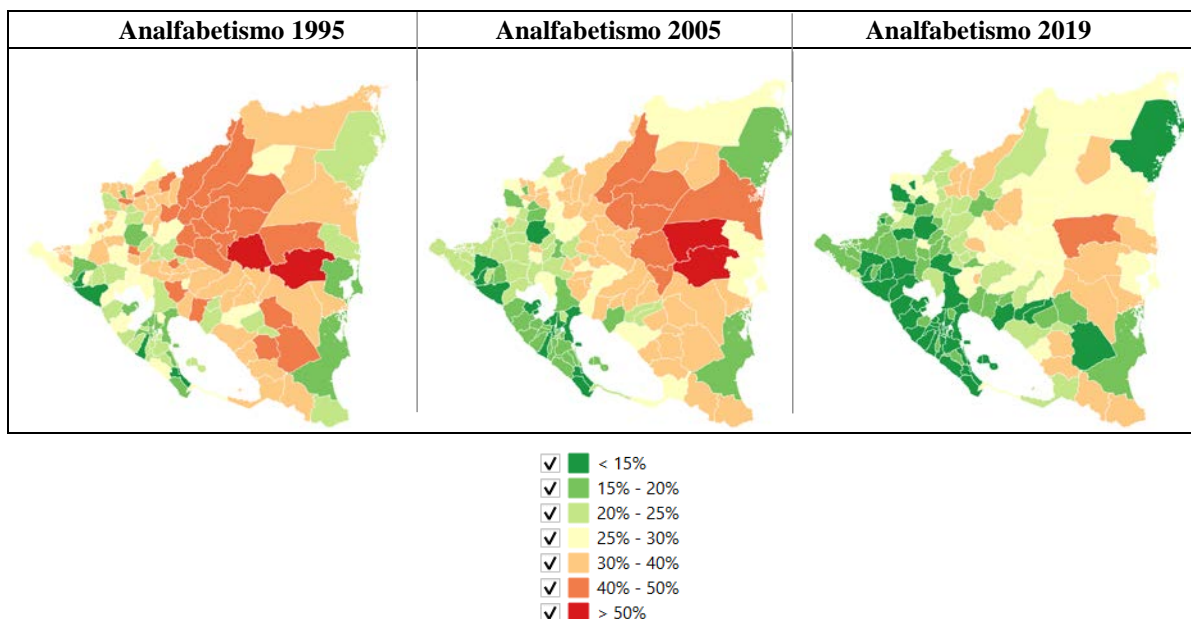 Analfabetismo 1995
Analfabetismo 2005
Analfabetismo 2019
< 15%
15% - 20%
20% - 25%
25% - 30%
30% - 40%
40% - 50%
> 50%